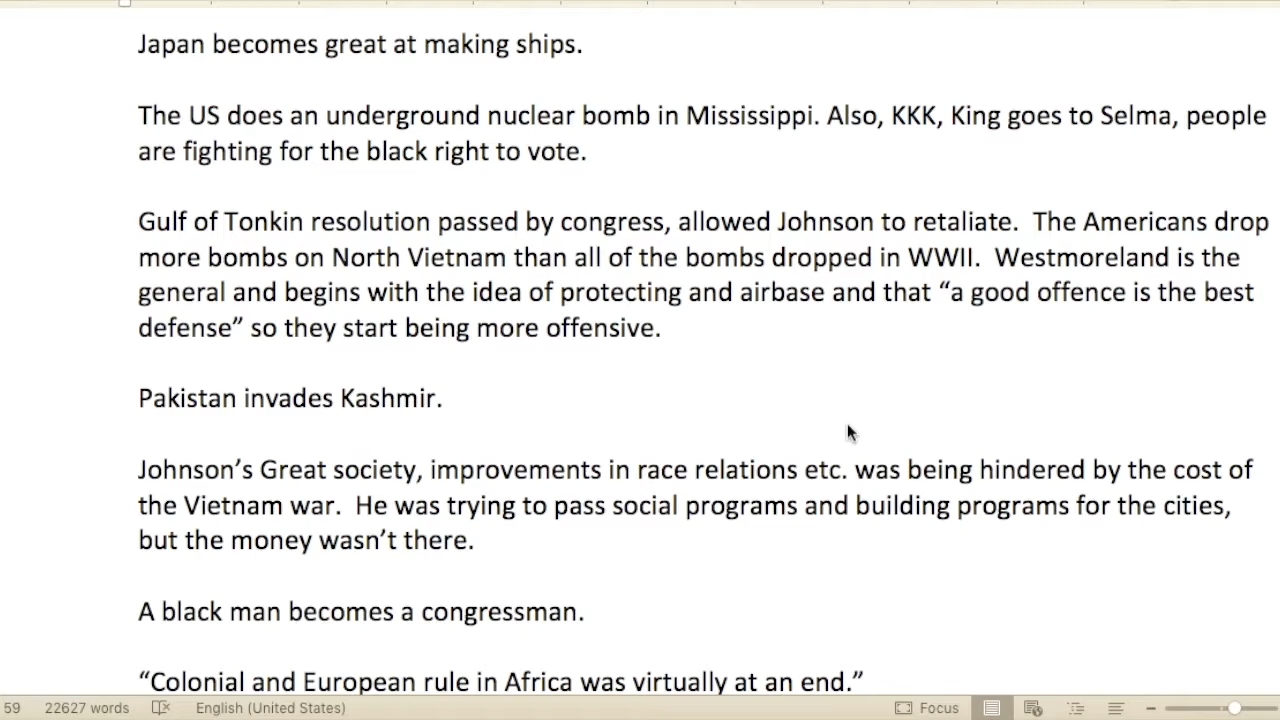 Japan becomes great at making ships.
The US does an underground nuclear bomb in Mississippi. Also, KKK, King goes to Selma, people
are fighting for the black right to vote.
Gulf of Tonkin resolution passed by congress, allowed Johnson to retaliate.  The Americans drop
more bombs on North Vietnam than all of the bombs dropped in WWII.  Westmoreland is the
general and begins with the idea of protecting and airbase and that “a good offence is the best
defense” so they start being more offensive.
Pakistan invades Kashmir.
Johnson’s Great society, improvements in race relations etc. was being hindered by the cost of
the Vietnam war.  He was trying to pass social programs and building programs for the cities,
but the money wasn’t there.
A black man becomes a congressman.
“Colonial and European rule in Africa was virtually at an end.”
59 22627 words English (United States) Focus